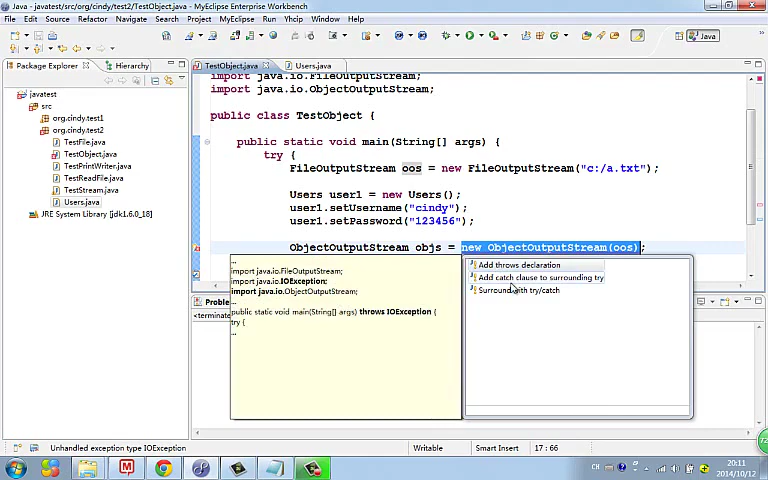 Java - javatest/src/org/cindy/test2/TestObject.java - MyEclipse Enterprise Workbench
File Edit Source Refactor Navigate Search Project MyEclipse Run Yhcip Window Help
Java
Package Explorer Hierarchy
javatest
src
org.cindy.test1
org.cindy.test2
TestFile.java
TestObject.java
TestPrintWriter.java
TestReadFile.java
TestStream.java
Users.java
JRE System Library [jdk1.6.0_18]
TestObject.java Users.java
import java.io.FileOutputStream;
import java.io.ObjectOutputStream;
public class TestObject {
public static void main(String[] args) {
try {
FileOutputStream oos = new FileOutputStream("c:/a.txt");
Users user1 = new Users();
user1.setUsername("cindy");
user1.setPassword("123456");
ObjectOutputStream objs = new ObjectOutputStream(oos);
...
import java.io.FileOutputStream;
import java.io.IOException;
import java.io.ObjectOutputStream;
...
public static void main(String[] args) throws IOException {
try {
...
Add throws declaration
Add catch clause to surrounding try
Surround with try/catch
Proble
<terminate
Unhandled exception type IOException Writable Smart Insert 17 : 66
CH
20:11
2014/10/12